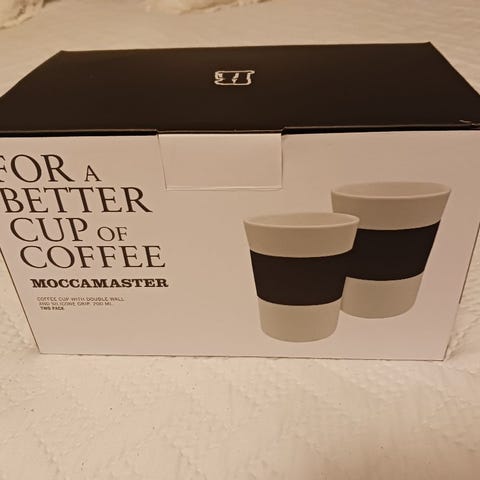 FOR A
BETTER
CUP OF
COFFEE
MOCCAMASTER
COFFEE CUP WITH DOUBLE WALL
AND SILICONE GRIP. 200 ML.
TWO PACK